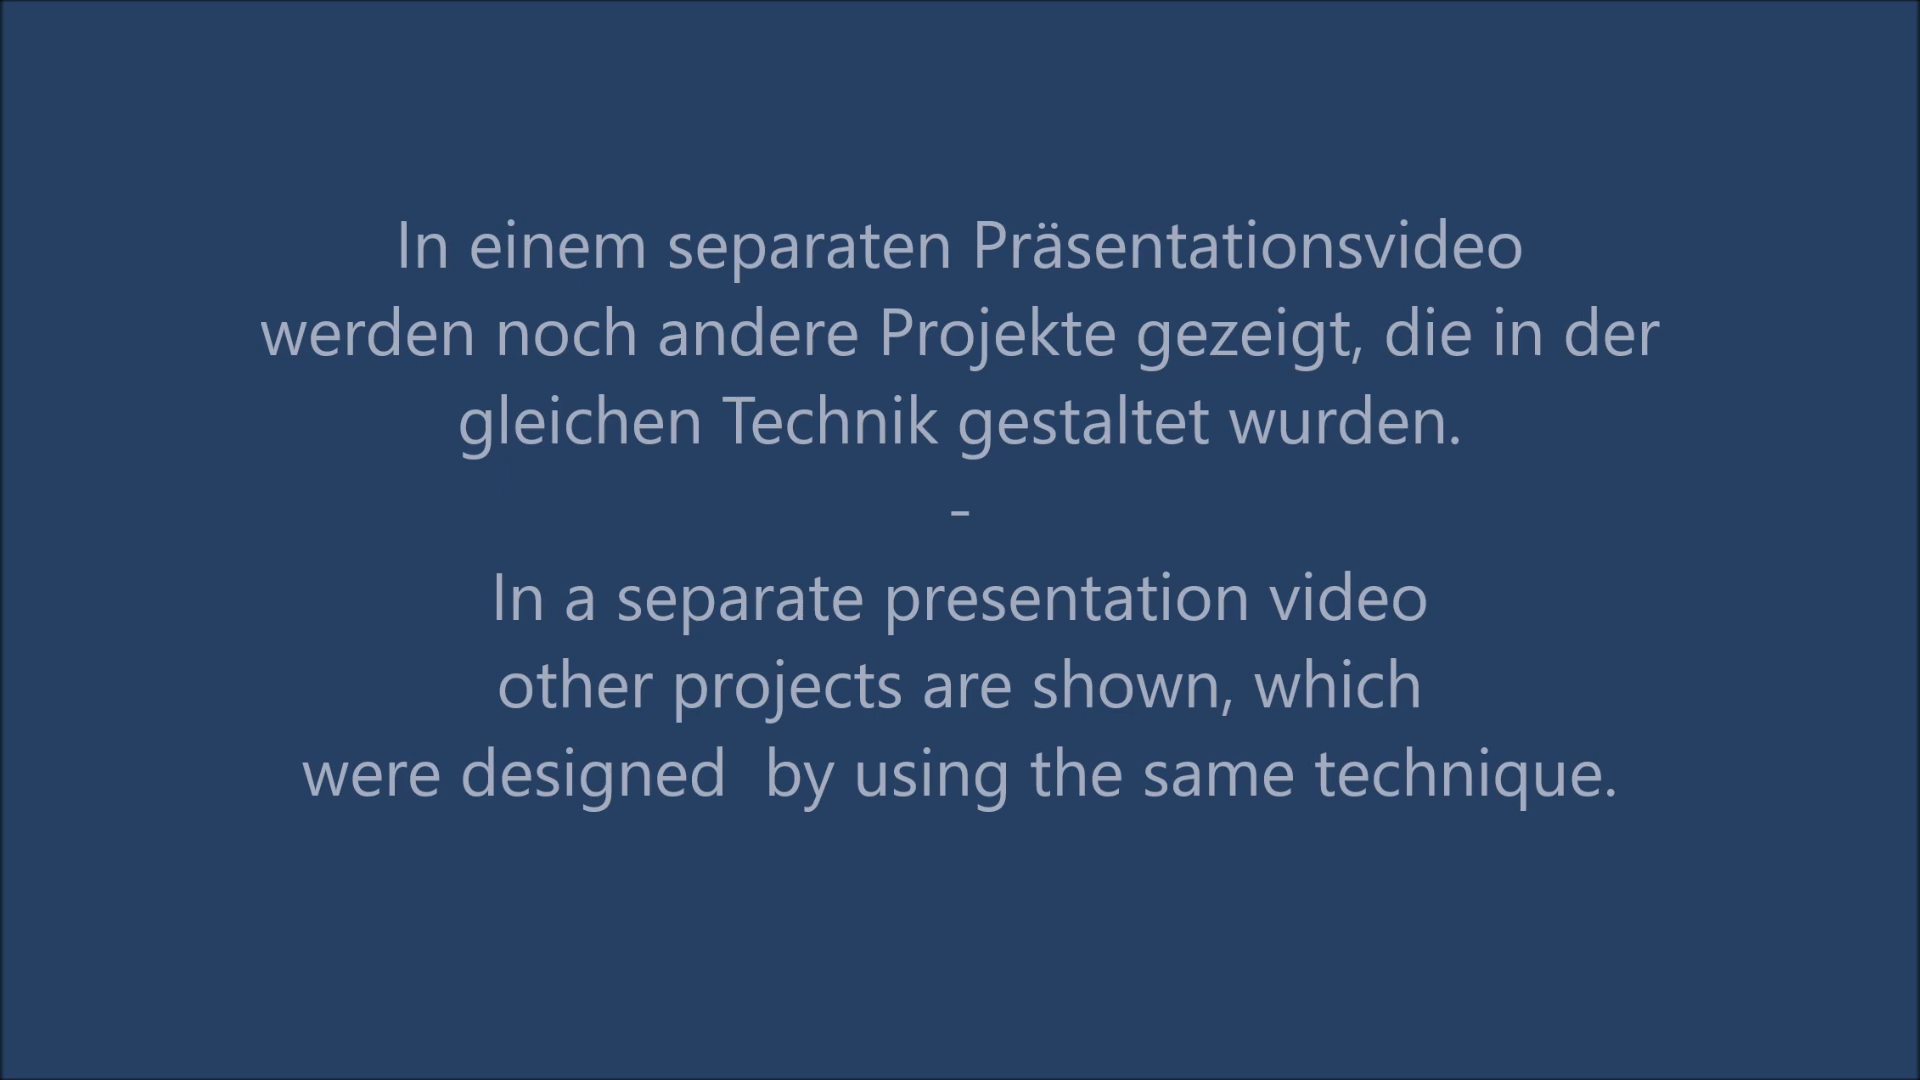 In einem separaten Präsentationsvideo
werden noch andere Projekte gezeigt, die in der
gleichen Technik gestaltet wurden.
-
In a separate presentation video
other projects are shown, which
were designed  by using the same technique.